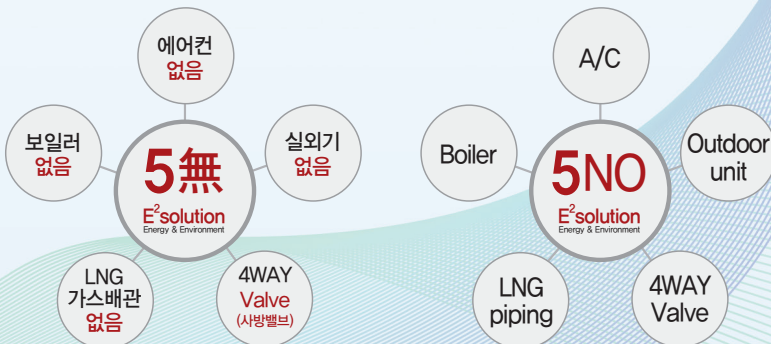 에어컨
없음
보일러
없음
5無
E²solution
Energy & Environment
실외기
없음
LNG
가스배관
없음
4WAY
Valve
(사방밸브)
A/C
Boiler
5NO
E²solution
Energy & Environment
Outdoor
unit
LNG
piping
4WAY
Valve